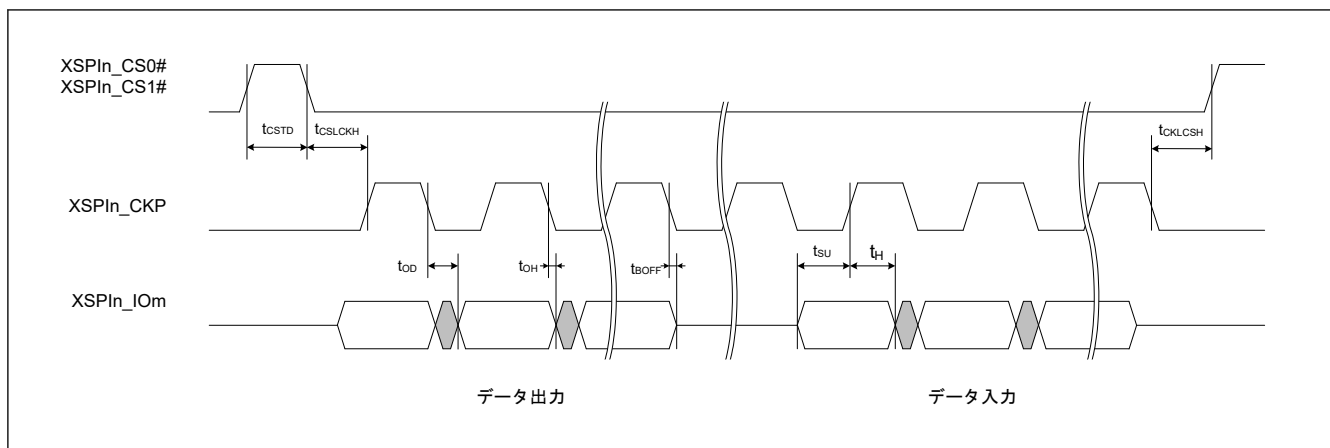 XSPIn_CS0#
XSPIn_CS1#
tCSTD
tCSLCKH
tCKLCSH
XSPIn_CKP
tOD
tOH
tBOFF
tSU
tH
XSPIn_IOm
データ出力
データ入力